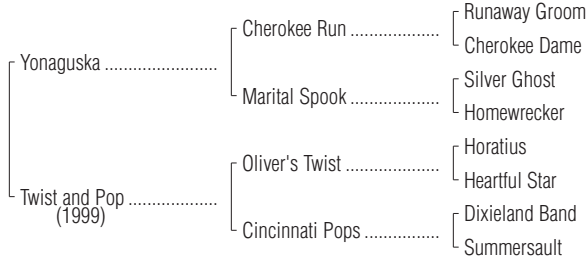 Runaway Groom
Cherokee Run ....................
Cherokee Dame
Yonaguska .........................
Silver Ghost
Marital Spook ....................
Homewrecker
Horatius
Oliver's Twist .....................
Heartful Star
Twist and Pop ....................
(1999)
Dixieland Band
Cincinnati Pops .................
Summersault